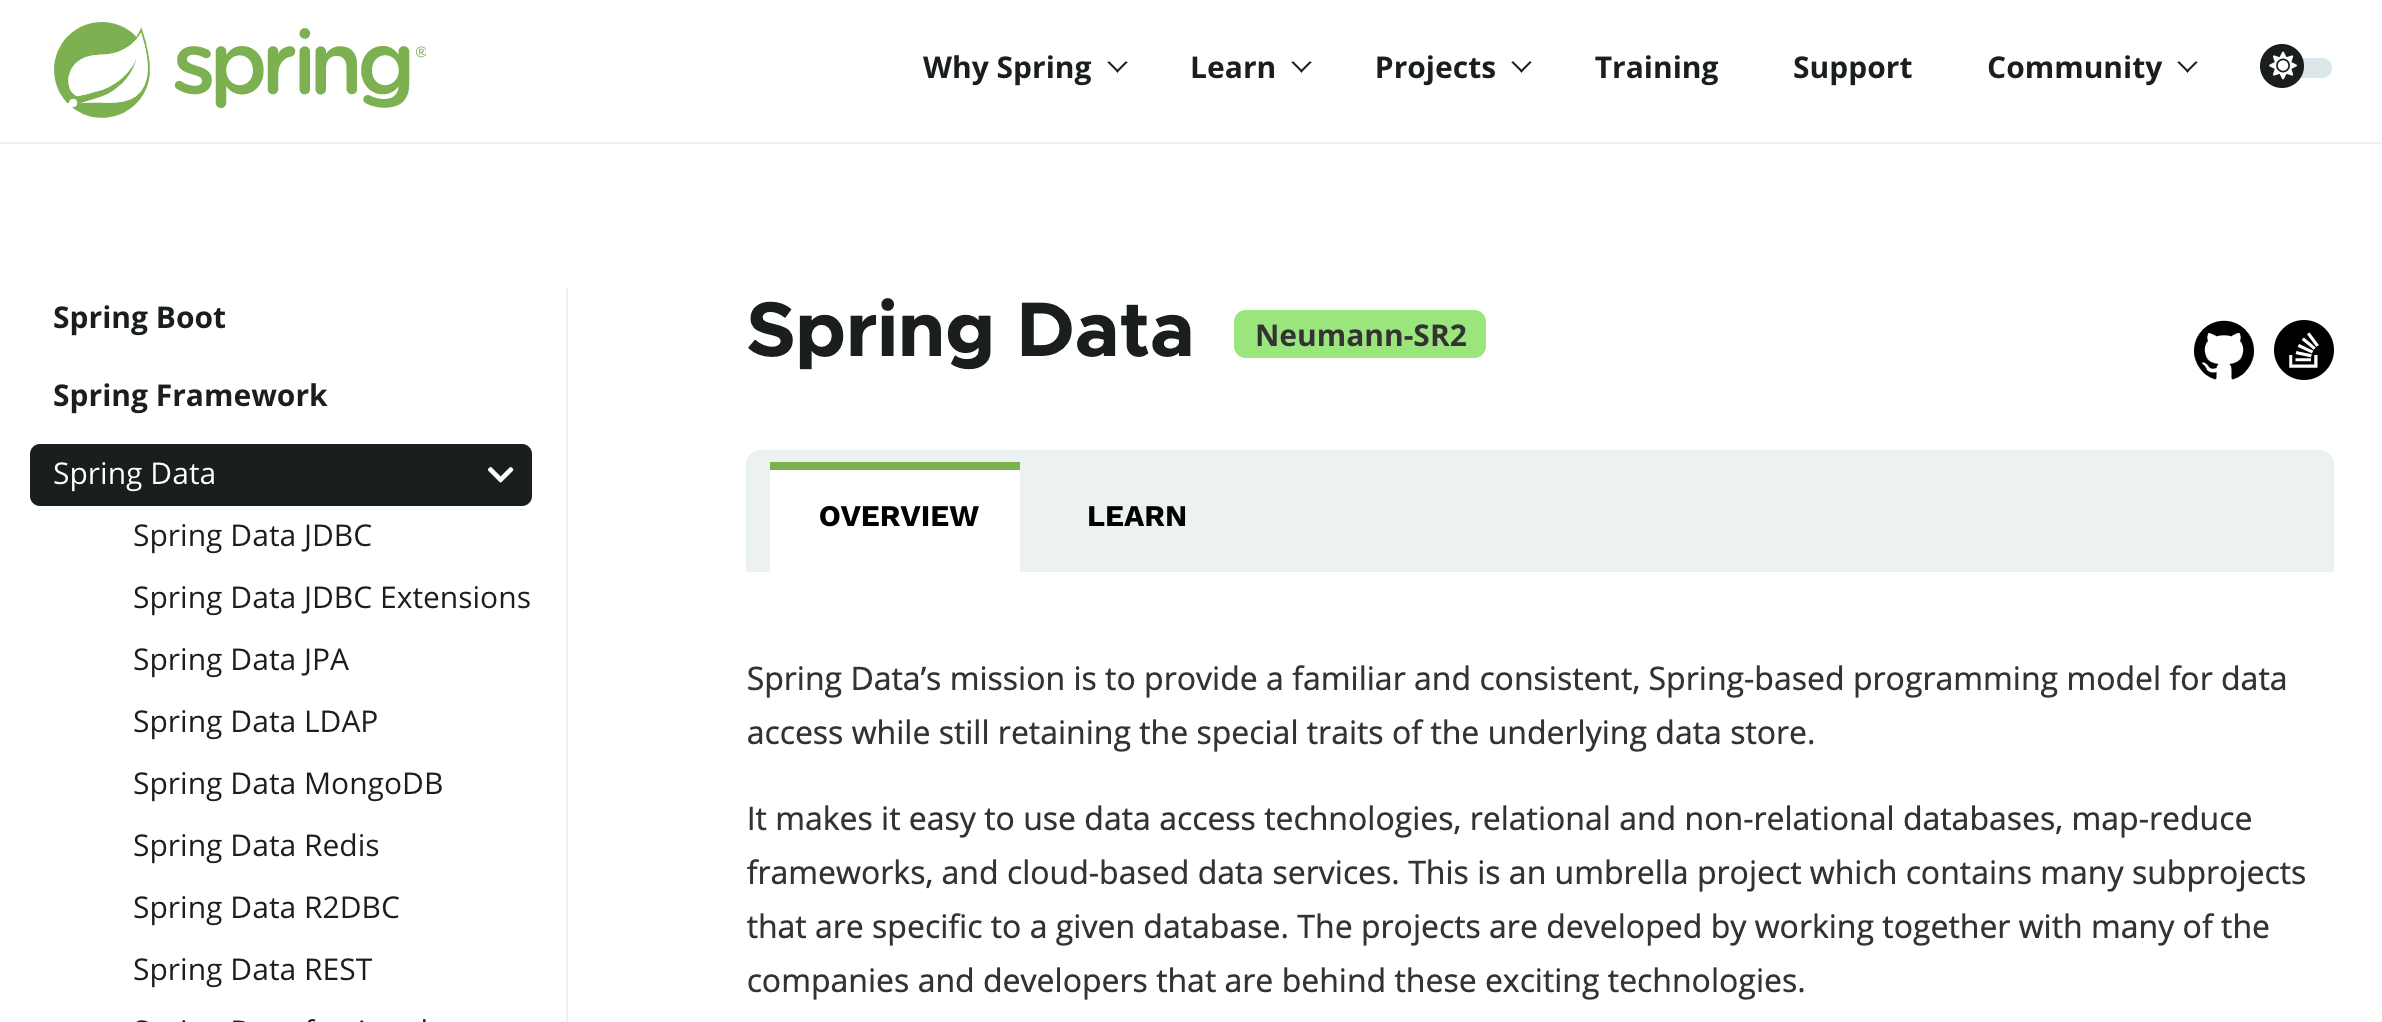 spring®
Why Spring
Learn
Projects
Training
Support
Community
Spring Boot
Spring Framework
Spring Data
Spring Data JDBC
Spring Data JDBC Extensions
Spring Data JPA
Spring Data LDAP
Spring Data MongoDB
Spring Data Redis
Spring Data R2DBC
Spring Data REST
Spring Data Neumann-SR2
OVERVIEW
LEARN
Spring Data’s mission is to provide a familiar and consistent, Spring-based programming model for data
access while still retaining the special traits of the underlying data store.
It makes it easy to use data access technologies, relational and non-relational databases, map-reduce
frameworks, and cloud-based data services. This is an umbrella project which contains many subprojects
that are specific to a given database. The projects are developed by working together with many of the
companies and developers that are behind these exciting technologies.